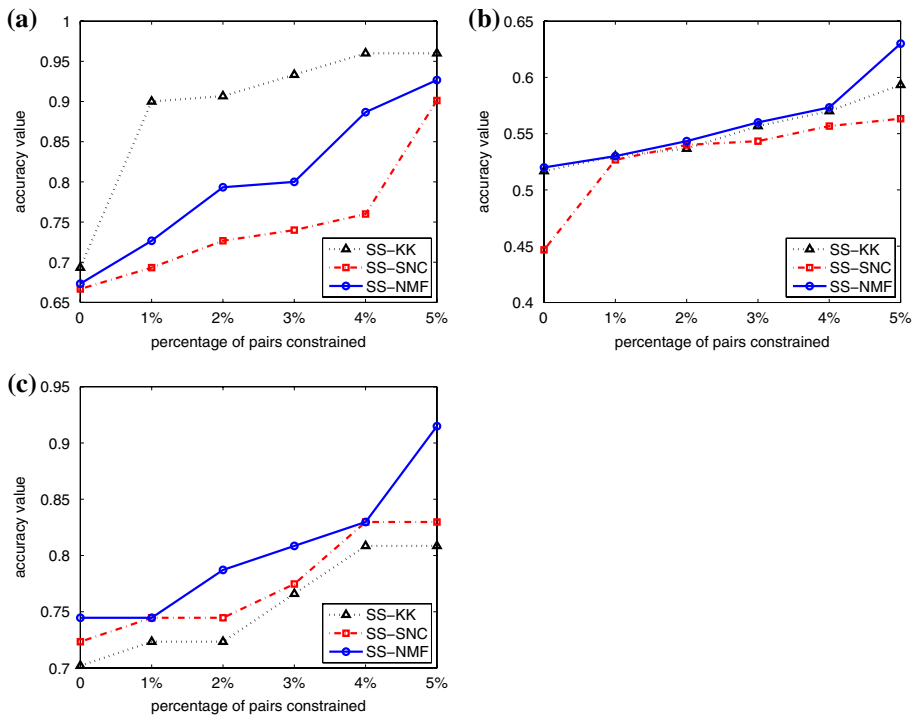 (a)
1
0.95
0.9
0.85
0.8
0.75
0.7
0.65
accuracy value
0 1% 2% 3% 4% 5%
percentage of pairs constrained
SS-KK
SS-SNC
SS-NMF
(b)
0.65
0.6
0.55
0.5
0.45
0.4
accuracy value
0 1% 2% 3% 4% 5%
percentage of pairs constrained
SS-KK
SS-SNC
SS-NMF
(c)
0.95
0.9
0.85
0.8
0.75
0.7
accuracy value
0 1% 2% 3% 4% 5%
percentage of pairs constrained
SS-KK
SS-SNC
SS-NMF